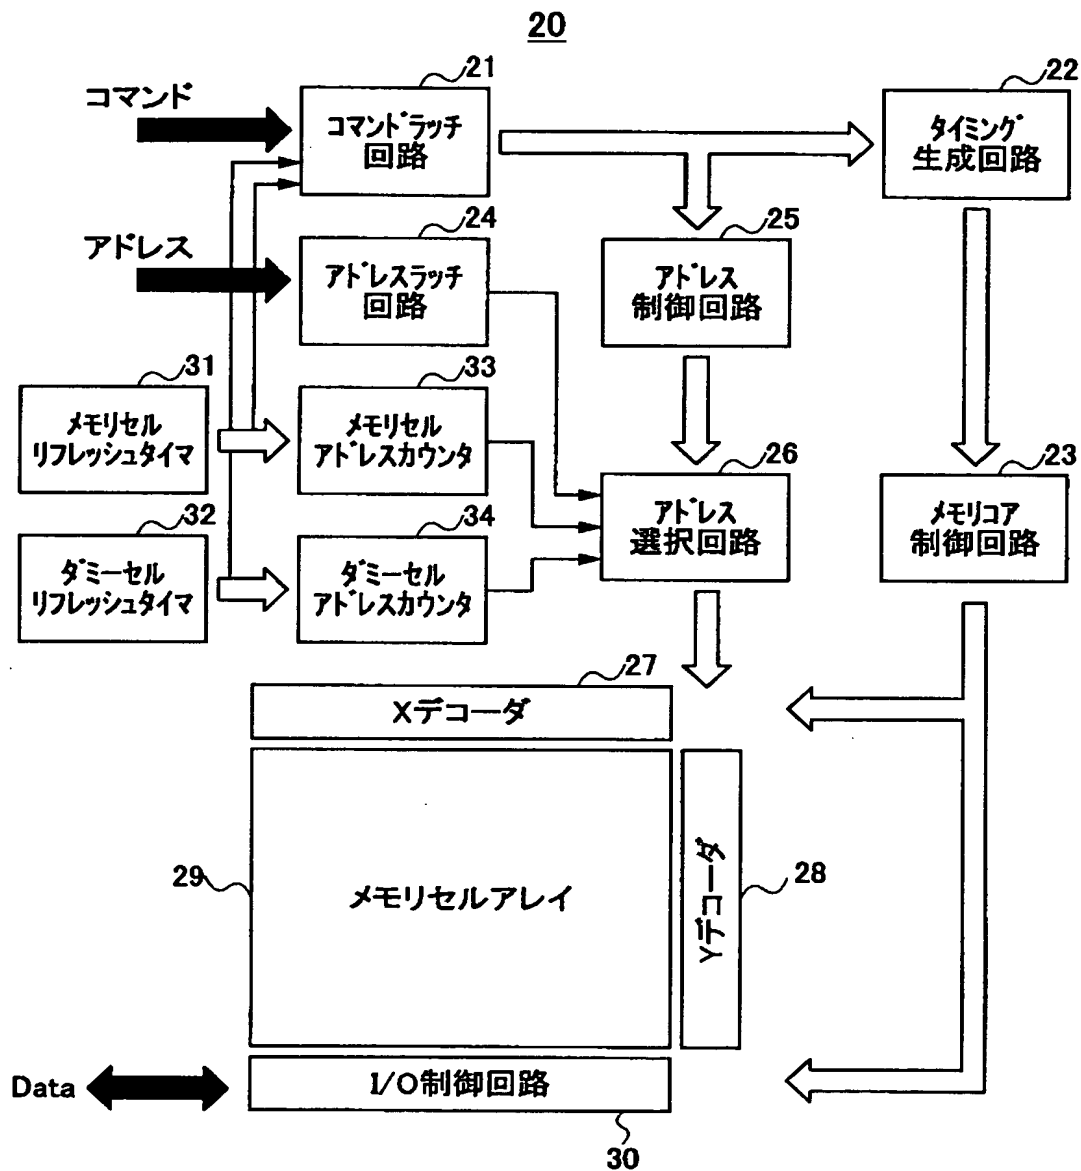 20
21
22
コマンド
コマンドラッチ
回路
タイミング
生成回路
24
25
アドレス
アドレスラッチ
回路
アドレス
制御回路
31
33
メモリセル
リフレッシュタイマ
メモリセル
アドレスカウンタ
26
23
アドレス
選択回路
メモリコア
制御回路
32
34
ダミーセル
リフレッシュタイマ
ダミーセル
アドレスカウンタ
27
Xデコーダ
29
メモリセルアレイ
Yデコーダ
28
Data
I/O制御回路
30